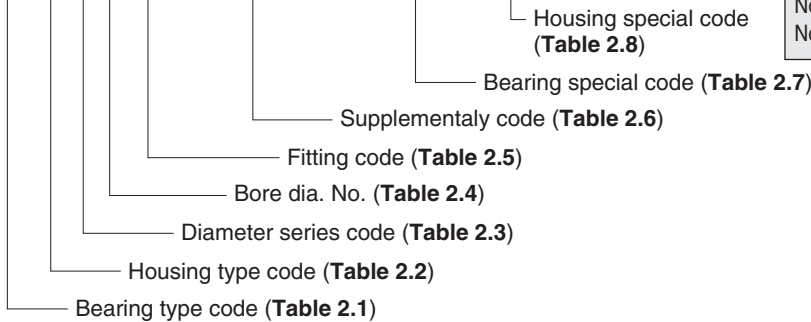 Housing special code
(Table 2.8)
Bearing special code (Table 2.7)
Supplementaly code (Table 2.6)
Fitting code (Table 2.5)
Bore dia. No. (Table 2.4)
Diameter series code (Table 2.3)
Housing type code (Table 2.2)
Bearing type code (Table 2.1)